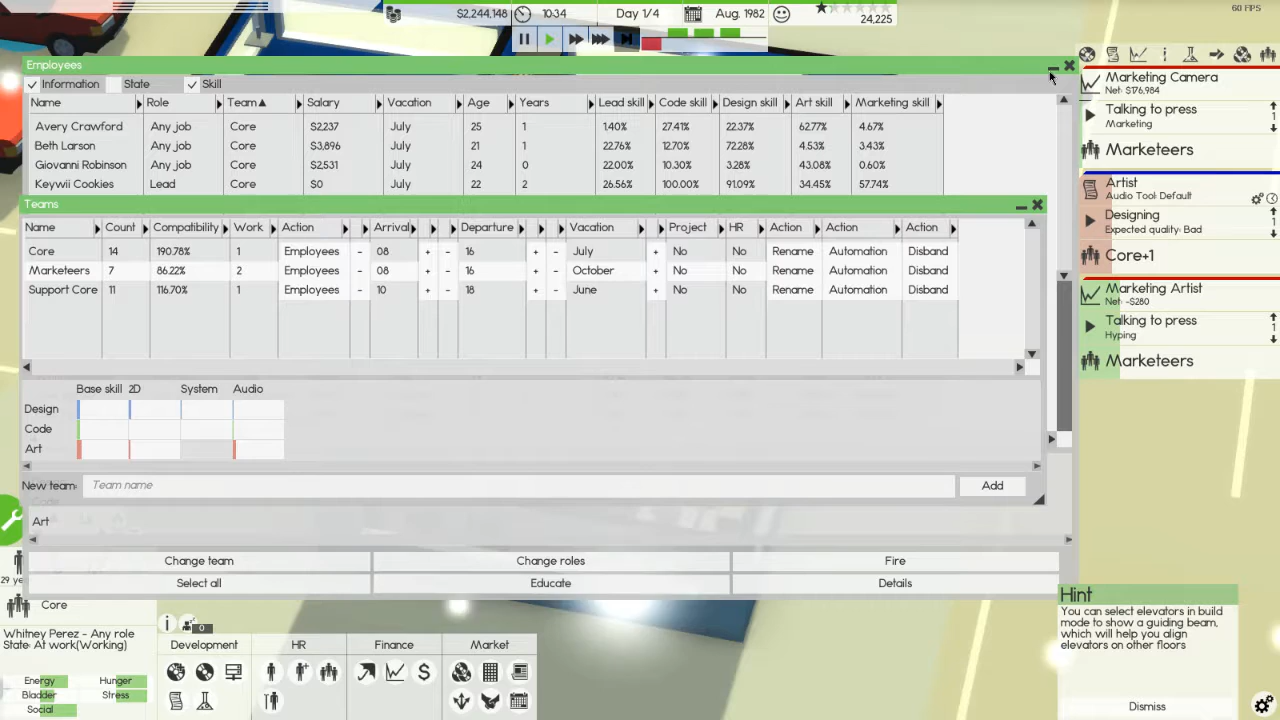 $2,244,148 10:34 Day 1/4 Aug. 1982 24,225
60 FPS
Employees
Information State Skill
Name Role Team▲ Salary Vacation Age Years Lead skill Code skill Design skill Art skill Marketing skill
Avery Crawford Any job Core $2,237 July 25 1 1.40% 27.41% 22.37% 62.77% 4.67%
Beth Larson Any job Core $3,896 July 21 1 22.76% 12.70% 72.28% 4.53% 3.43%
Giovanni Robinson Any job Core $2,531 July 24 0 22.00% 10.30% 3.28% 43.08% 0.60%
Keywii Cookies Lead Core $0 July 22 2 26.56% 100.00% 91.09% 34.45% 57.74%
Teams
Name Count Compatibility Work Action Arrival Departure Vacation Project HR Action Action Action
Core 14 190.78% 1 Employees - 08 + - 16 + - July + No No Rename Automation Disband
Marketeers 7 86.22% 2 Employees - 08 + - 16 + - October + No No Rename Automation Disband
Support Core 11 116.70% 1 Employees - 08 + - 18 + - June + No No Rename Automation Disband
Base skill 2D System Audio
Design
Code
Art
New team: Team name Add
Art
Change team Change roles Fire
Select all Educate Details
Marketing Camera
Net: $176,984
Talking to press
Marketing
1
Marketeers
Artist
Audio Tool: Default
Designing
Expected quality: Bad
Core+1
Marketing Artist
Net: -$280
Talking to press
Hyping
1
Marketeers
29 ye
Core
Whitney Perez - Any role
State: At work(Working)
Energy Hunger
Bladder Stress
Social
0
Development HR Finance Market
Hint
You can select elevators in build
mode to show a guiding beam,
which will help you align
elevators on other floors
Dismiss